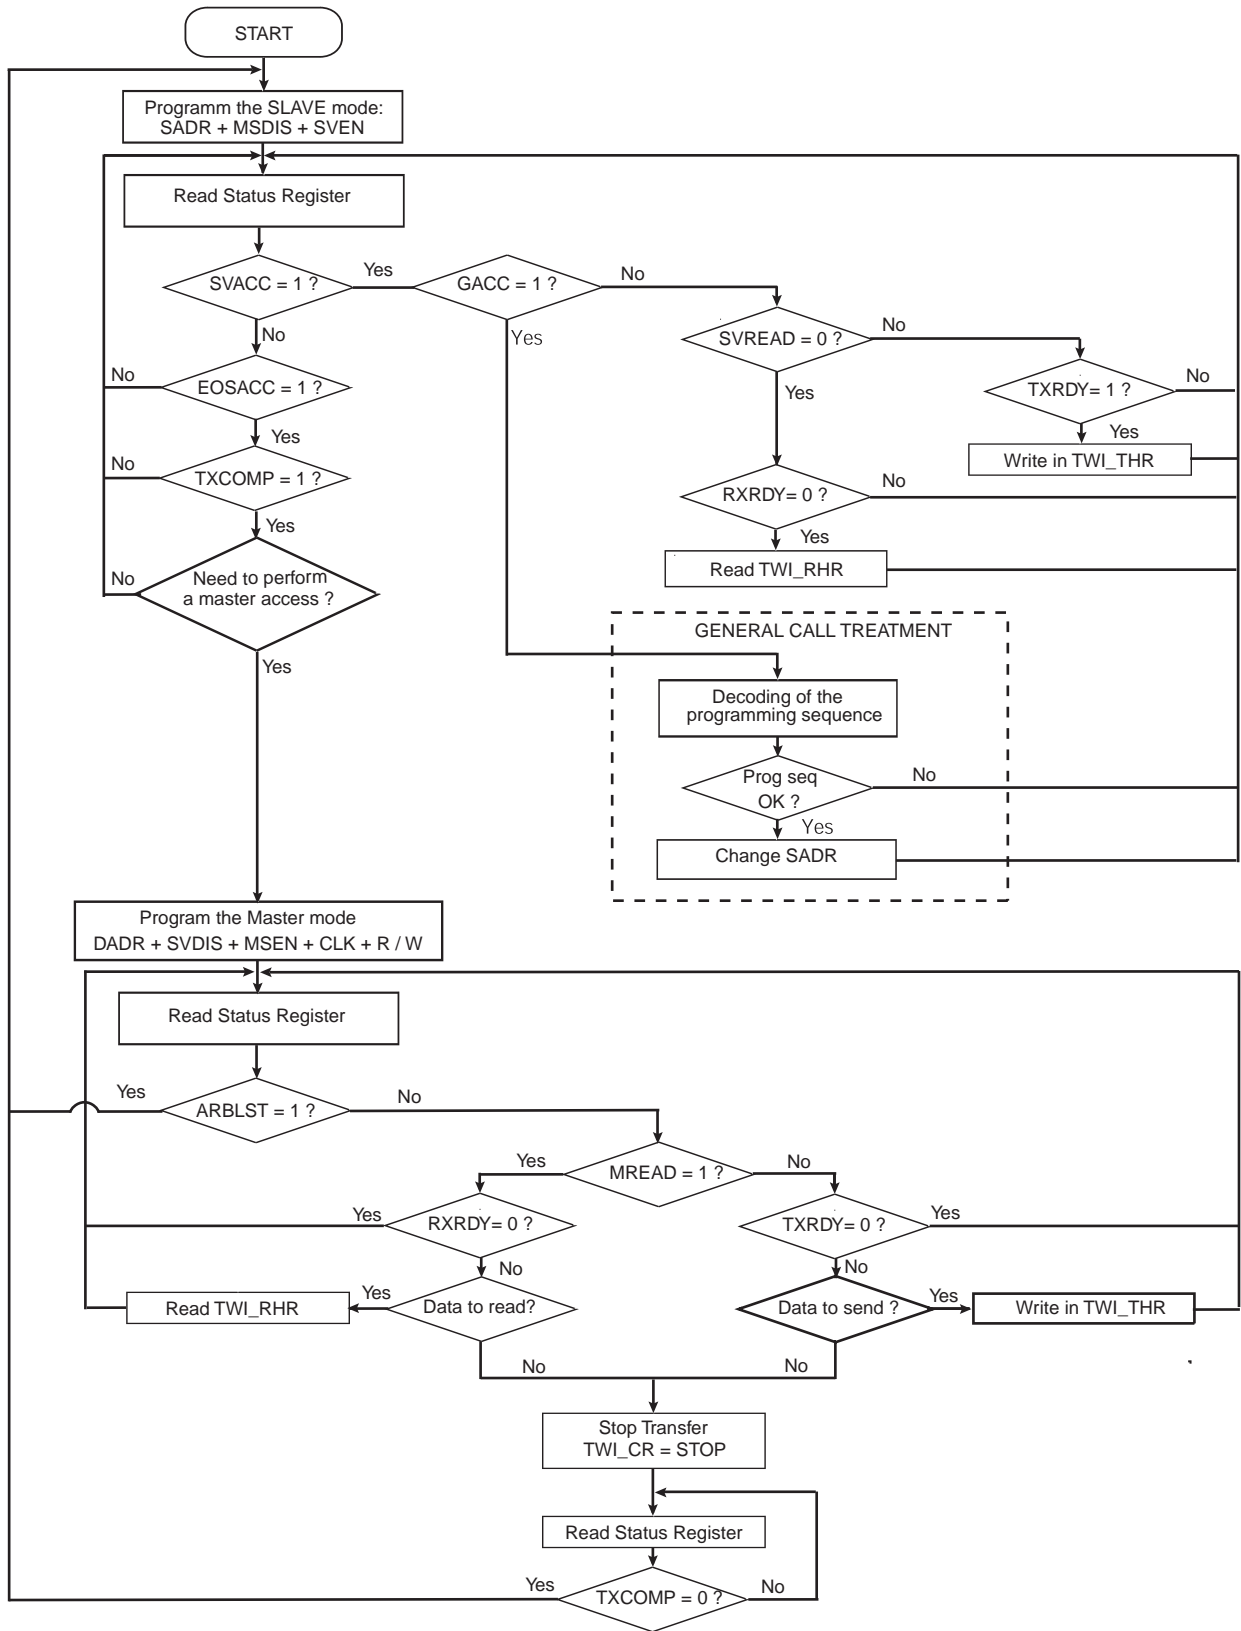 START
Programm the SLAVE mode:
SADR + MSDIS + SVEN
Read Status Register
SVACC = 1 ?
Yes
GACC = 1 ?
No
No
Yes
SVREAD = 0 ?
No
EOSACC = 1 ?
No
Yes
Yes
TXRDY= 1 ?
No
Yes
Write in TWI_THR
TXCOMP = 1 ?
No
Yes
RXRDY= 0 ?
No
Yes
Read TWI_RHR
Need to perform
a master access ?
No
Yes
GENERAL CALL TREATMENT
Decoding of the
programming sequence
Prog seq
OK ?
No
Yes
Change SADR
Program the Master mode
DADR + SVDIS + MSEN + CLK + R / W
Read Status Register
Yes
ARBLST = 1 ?
No
Yes
MREAD = 1 ?
No
Yes
RXRDY= 0 ?
TXRDY= 0 ?
Yes
No
No
Read TWI_RHR
Yes
Data to read?
Data to send ?
Yes
Write in TWI_THR
No
No
Stop Transfer
TWI_CR = STOP
Read Status Register
Yes
TXCOMP = 0 ?
No